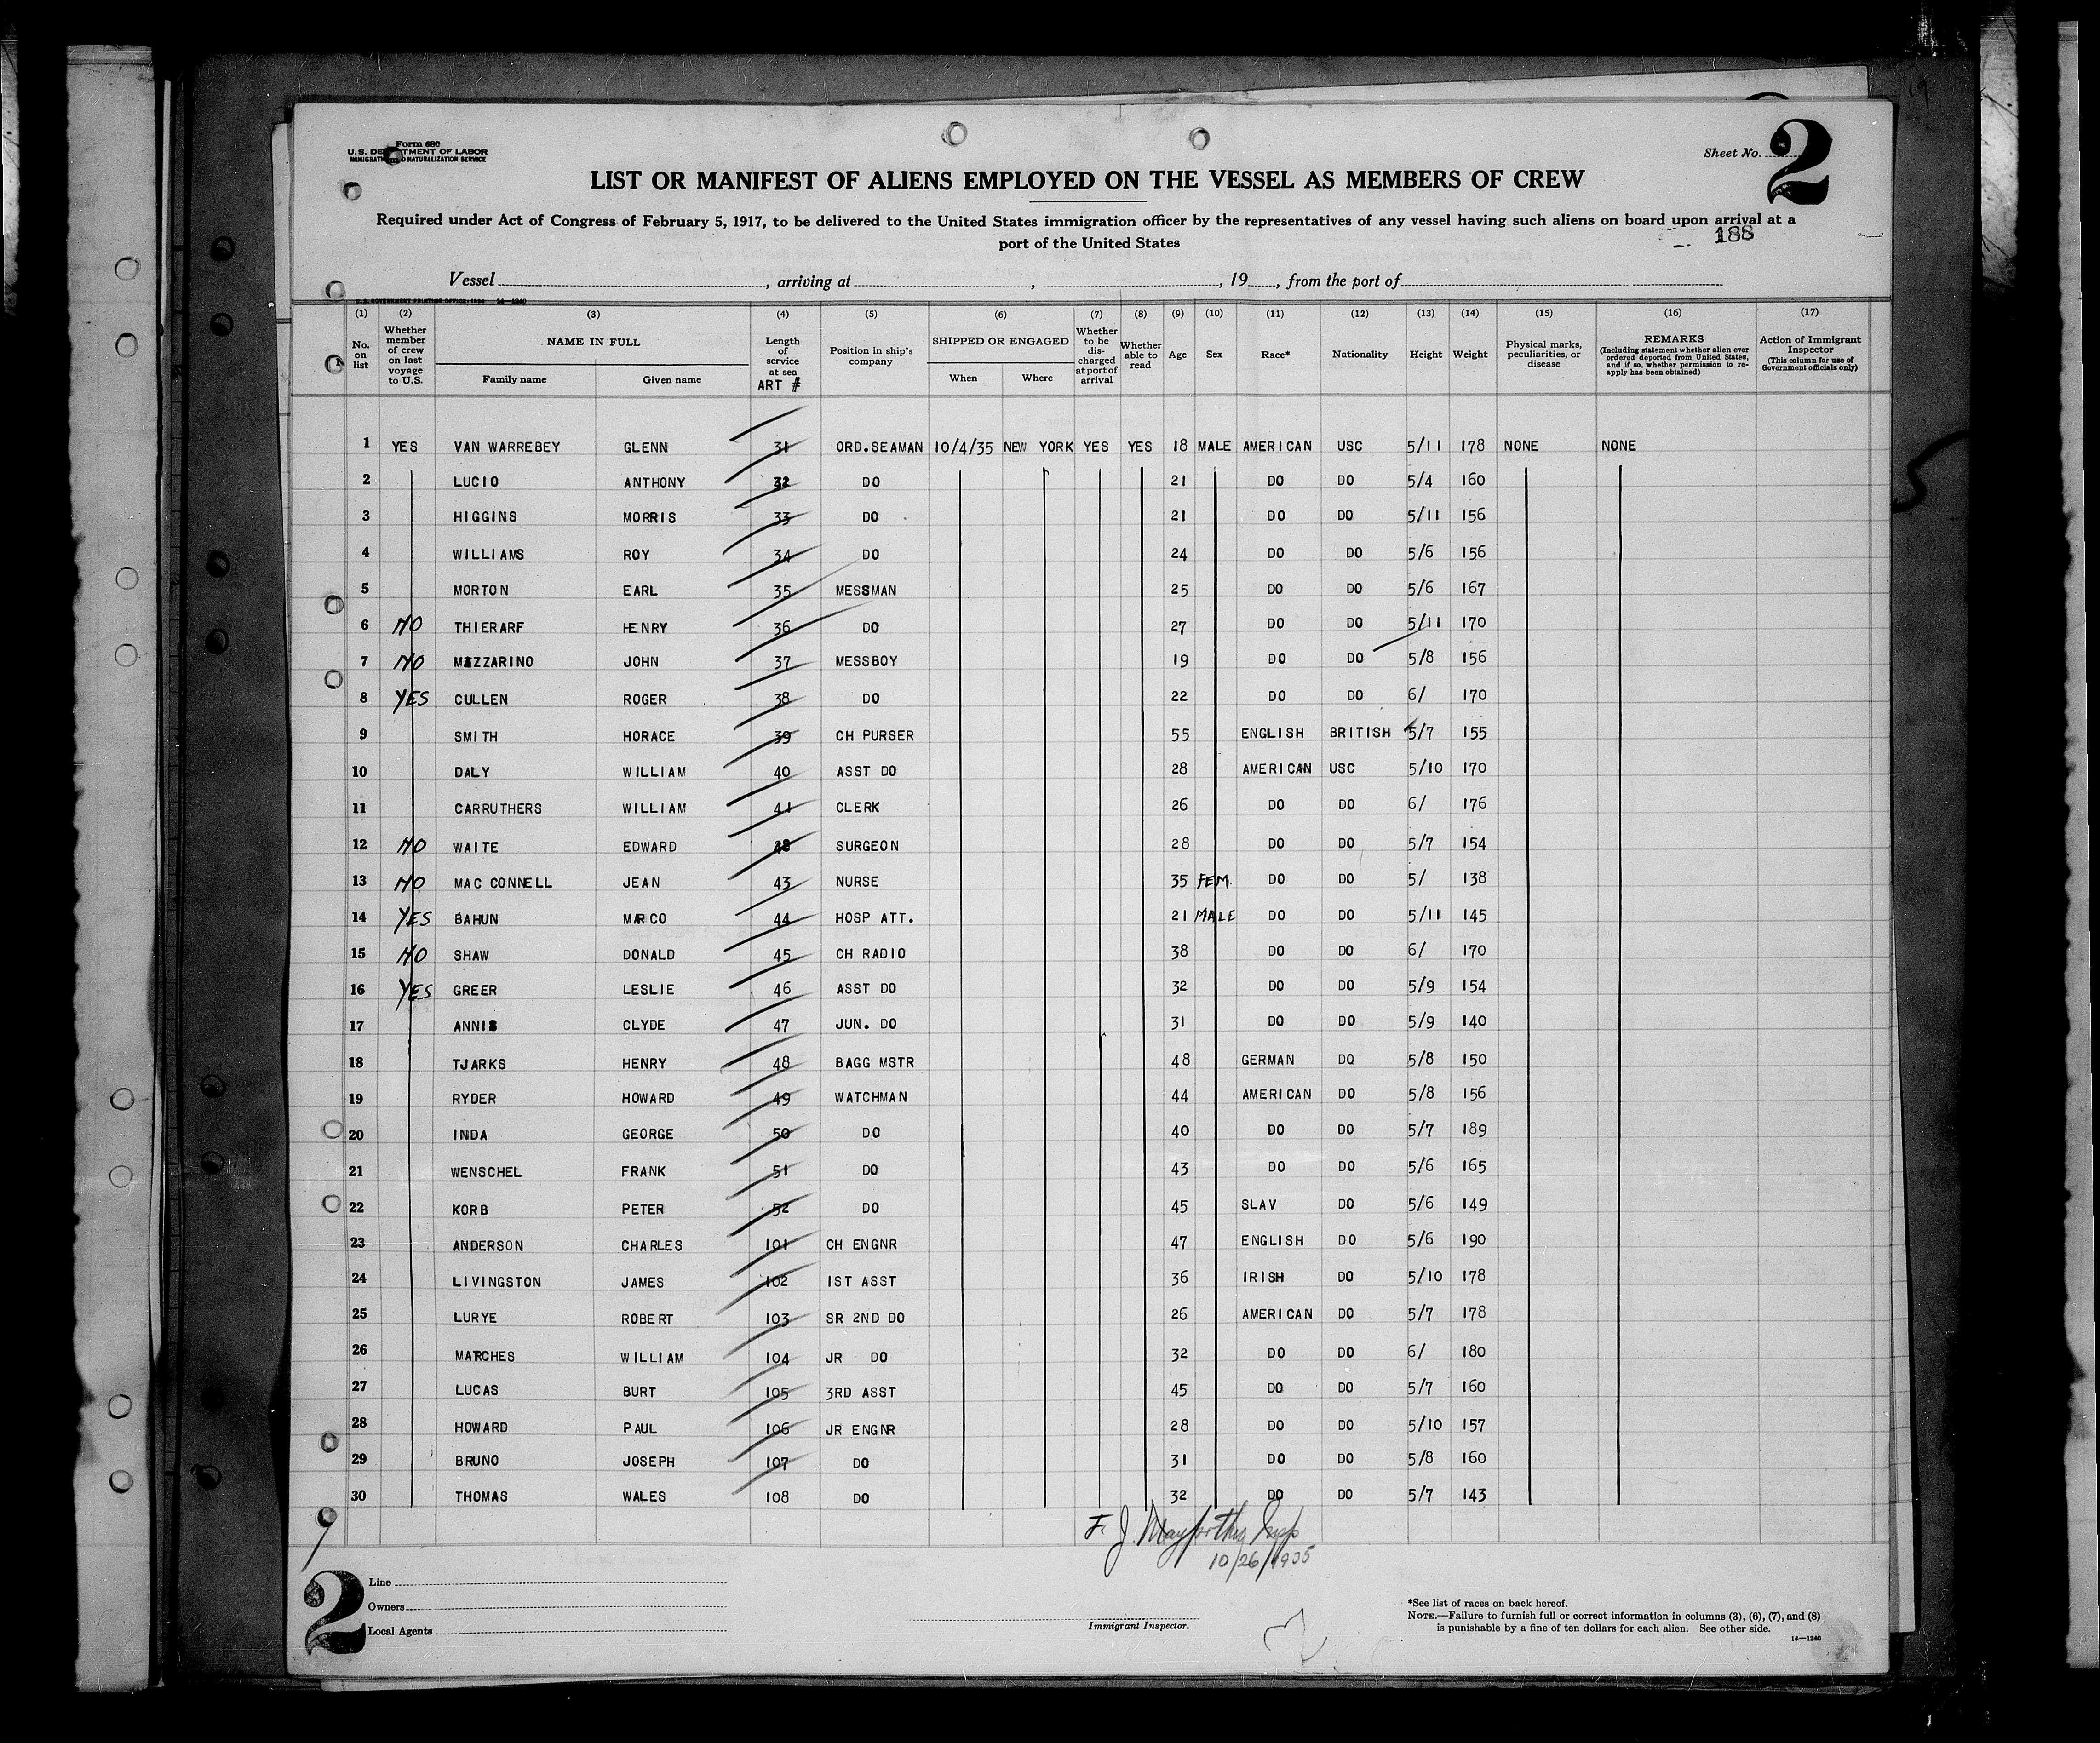 Form 680
U.S. DEPARTMENT OF LABOR
IMMIGRATION AND NATURALIZATION SERVICE
Sheet No. 2
LIST OR MANIFEST OF ALIENS EMPLOYED ON THE VESSEL AS MEMBERS OF CREW
Required under Act of Congress of February 5, 1917, to be delivered to the United States immigration officer by the representatives of any vessel having such aliens on board upon arrival at a
port of the United States
188
Vessel , arriving at , , 19 , from the port of
U.S. GOVERNMENT PRINTING OFFICE: 1934 14—1240
(1) (2) (3) (4) (5) (6) (7) (8) (9) (10) (11) (12) (13) (14) (15) (16) (17)
No. on list
Whether member of crew on last voyage to U.S.
NAME IN FULL
Family name
Given name
Length of service at sea
ART #
Position in ship's company
SHIPPED OR ENGAGED
When
Where
Whether to be discharged at port of arrival
Whether able to read
Age
Sex
Race*
Nationality
Height
Weight
Physical marks, peculiarities, or disease
REMARKS
(Including statement whether alien ever ordered deported from United States, and if so, whether permission to reapply has been obtained)
Action of Immigrant Inspector
(This column for use of Government officials only)
1 YES VAN WARREBEY GLENN 31 ORD.SEAMAN 10/4/35 NEW YORK YES YES 18 MALE AMERICAN USC 5/11 178 NONE NONE
2 LUCIO ANTHONY 32 DO 21 DO DO 5/4 160
3 HIGGINS MORRIS 33 DO 21 DO DO 5/11 156
4 WILLIAMS ROY 34 DO 24 DO DO 5/6 156
5 MORTON EARL 35 MESSMAN 25 DO DO 5/6 167
6 NO THIERARF HENRY 36 DO 27 DO DO 5/11 170
7 NO MAZZARINO JOHN 37 MESSBOY 19 DO DO 5/8 156
8 YES CULLEN ROGER 38 DO 22 DO DO 6/ 170
9 SMITH HORACE 39 CH PURSER 55 ENGLISH BRITISH 5/7 155
10 DALY WILLIAM 40 ASST DO 28 AMERICAN USC 5/10 170
11 CARRUTHERS WILLIAM 41 CLERK 26 DO DO 6/ 176
12 NO WAITE EDWARD 42 SURGEON 28 DO DO 5/7 154
13 NO MAC CONNELL JEAN 43 NURSE 35 FEM. DO DO 5/ 138
14 YES BAHUN MARCO 44 HOSP ATT. 21 MALE DO DO 5/11 145
15 NO SHAW DONALD 45 CH RADIO 38 DO DO 6/ 170
16 YES GREER LESLIE 46 ASST DO 32 DO DO 5/9 154
17 ANNIS CLYDE 47 JUN. DO 31 DO DO 5/9 140
18 TJARKS HENRY 48 BAGG MSTR 48 GERMAN DO 5/8 150
19 RYDER HOWARD 49 WATCHMAN 44 AMERICAN DO 5/8 156
20 INDA GEORGE 50 DO 40 DO DO 5/7 189
21 WENSCHEL FRANK 51 DO 43 DO DO 5/6 165
22 KORB PETER 52 DO 45 SLAV DO 5/6 149
23 ANDERSON CHARLES 101 CH ENGNR 47 ENGLISH DO 5/6 190
24 LIVINGSTON JAMES 102 1ST ASST 36 IRISH DO 5/10 178
25 LURYE ROBERT 103 SR 2ND DO 26 AMERICAN DO 5/7 178
26 MATCHES WILLIAM 104 JR DO 32 DO DO 6/ 180
27 LUCAS BURT 105 3RD ASST 45 DO DO 5/7 160
28 HOWARD PAUL 106 JR ENGNR 28 DO DO 5/10 157
29 BRUNO JOSEPH 107 DO 31 DO DO 5/8 160
30 THOMAS WALES 108 DO 32 DO DO 5/7 143
F. J. Insp
10/26/1935
2
Line
Owners
Local Agents
Immigrant Inspector.
*See list of races on back hereof.
NOTE.—Failure to furnish full or correct information in columns (3), (6), (7), and (8)
is punishable by a fine of ten dollars for each alien. See other side.
14—1240